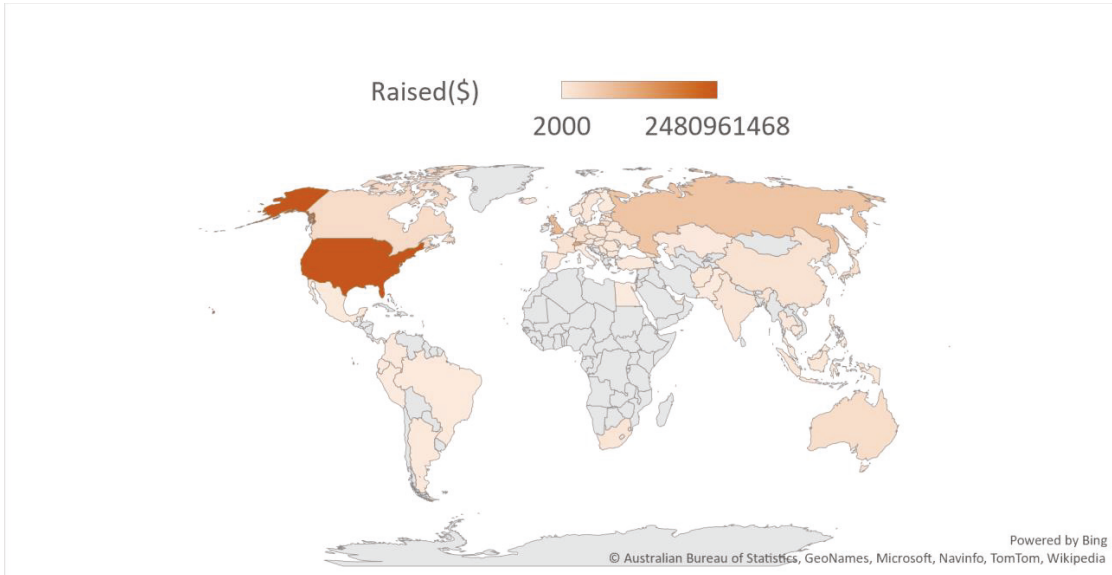 Raised($)
2000 2480961468
Powered by Bing
© Australian Bureau of Statistics, GeoNames, Microsoft, Navinfo, TomTom, Wikipedia